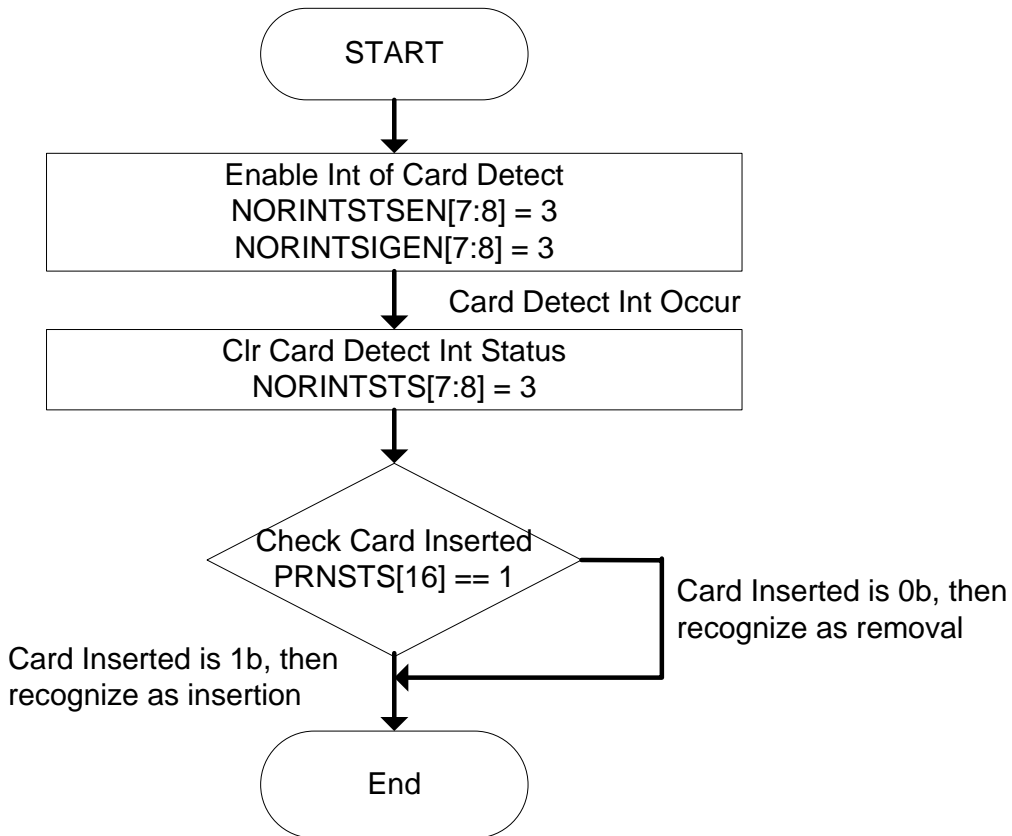 START
Enable Int of Card Detect
NORINTSTSEN[7:8] = 3
NORINTSIGEN[7:8] = 3
Card Detect Int Occur
Clr Card Detect Int Status
NORINTSTS[7:8] = 3
Check Card Inserted
PRNSTS[16] == 1
Card Inserted is 0b, then
recognize as removal
Card Inserted is 1b, then
recognize as insertion
End